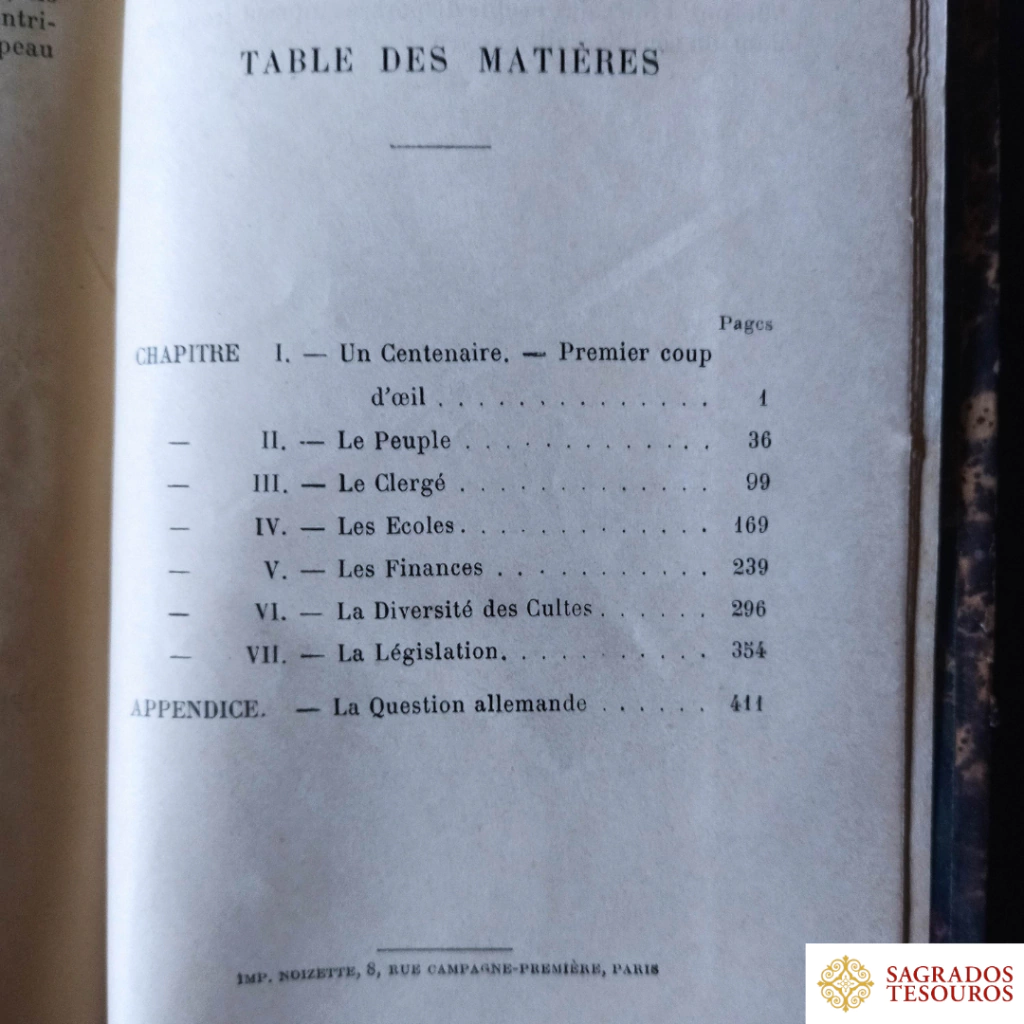 ntri-
peau
TABLE DES MATIÈRES
Pages
CHAPITRE I. — Un Centenaire. — Premier coup
d'œil . . . . . . . . . . . . . . 1
— II. — Le Peuple . . . . . . . . . . . . . 36
— III. — Le Clergé . . . . . . . . . . . . . 99
— IV. — Les Ecoles. . . . . . . . . . . . . 169
— V. — Les Finances . . . . . . . . . . . 239
— VI. — La Diversité des Cultes . . . . . . 296
— VII. — La Législation. . . . . . . . . . . 354
APPENDICE. — La Question allemande . . . . . . 411
IMP. NOIZETTE, 8, RUE CAMPAGNE-PREMIÈRE, PARIS
SAGRADOS
TESOUROS